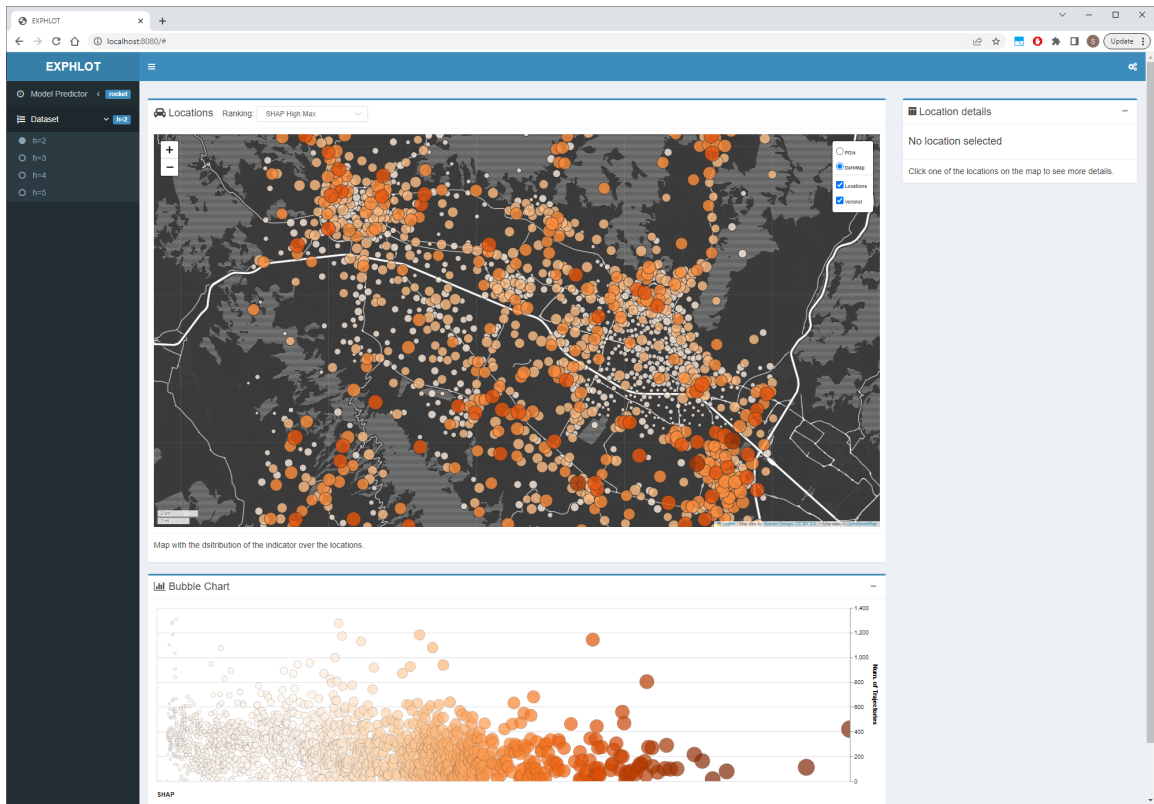 EXPHLOT
localhost:8080/#
S
Update
EXPHLOT
Model Predictor
rocket
Dataset
h=2
h=2
h=3
h=4
h=5
Locations
Ranking:
SHAP High Max
+
−
POIs
DarkMap
Locations
Voronoi
Map with the dsitribution of the indicator over the locations.
Location details
No location selected
Click one of the locations on the map to see more details.
Bubble Chart
1,400
1,200
1,000
800
600
400
200
0
Num. of Trajectories
SHAP